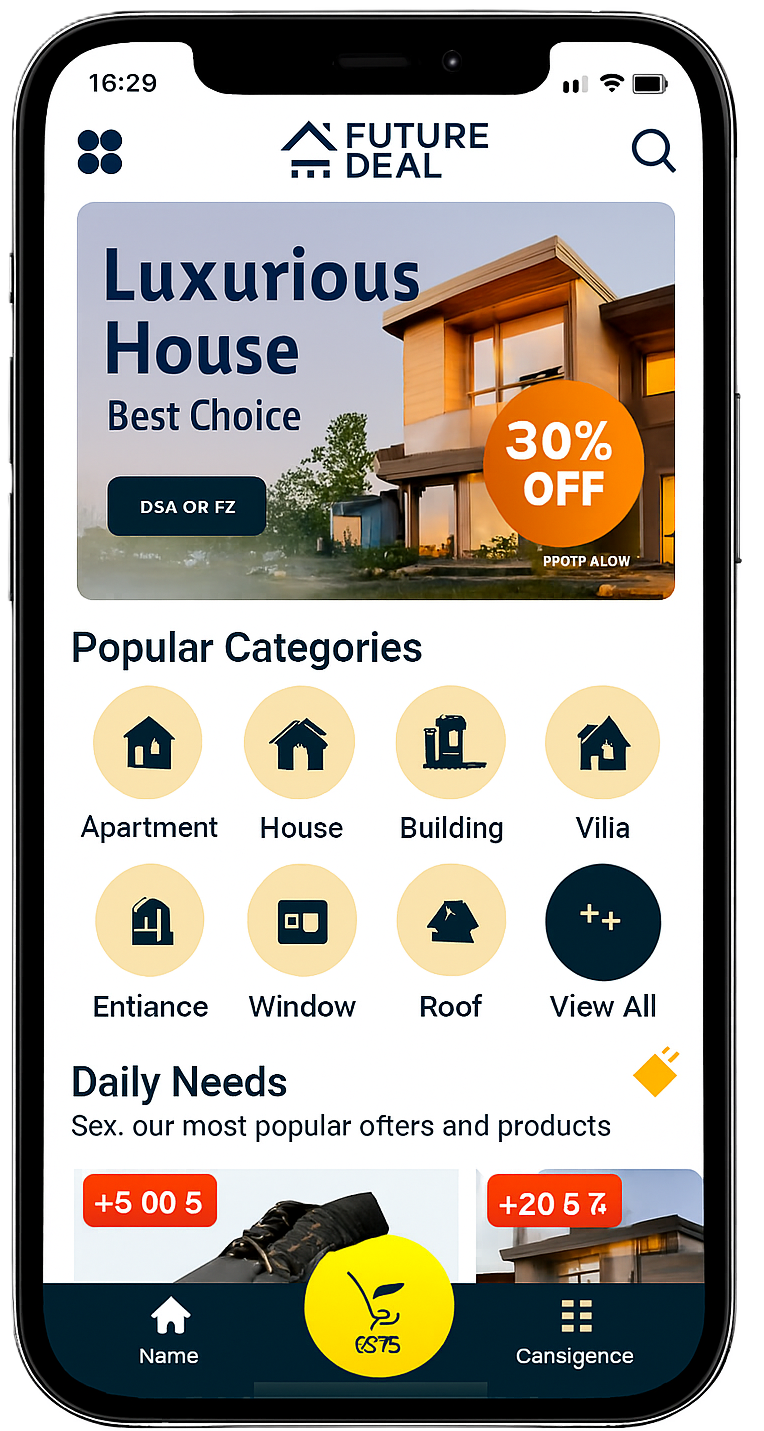 16:29
FUTURE
DEAL
Luxurious
House
Best Choice
DSA OR FZ
30%
OFF
PPOTP ALOW
Popular Categories
Apartment House Building Vilia
Entiance Window Roof View All
Daily Needs
Sex. our most popular ofters and products
+5 00 5
+20 5
Name
Cansigence